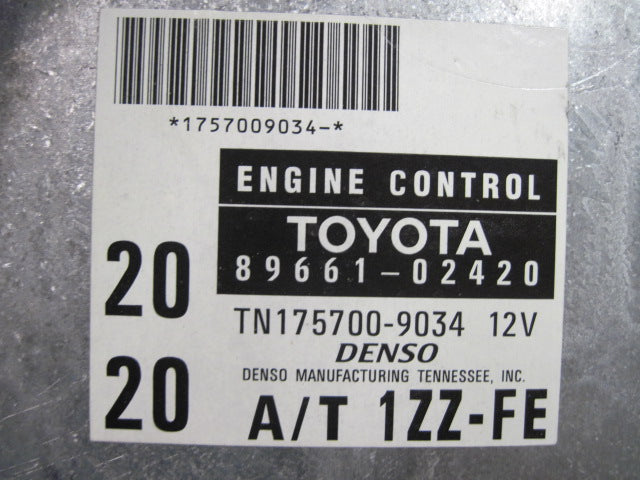 *1757009034-*
ENGINE CONTROL
TOYOTA
89661-02420
20
TN175700-9034 12V
DENSO
20
DENSO MANUFACTURING TENNESSEE, INC.
A/T 1ZZ-FE